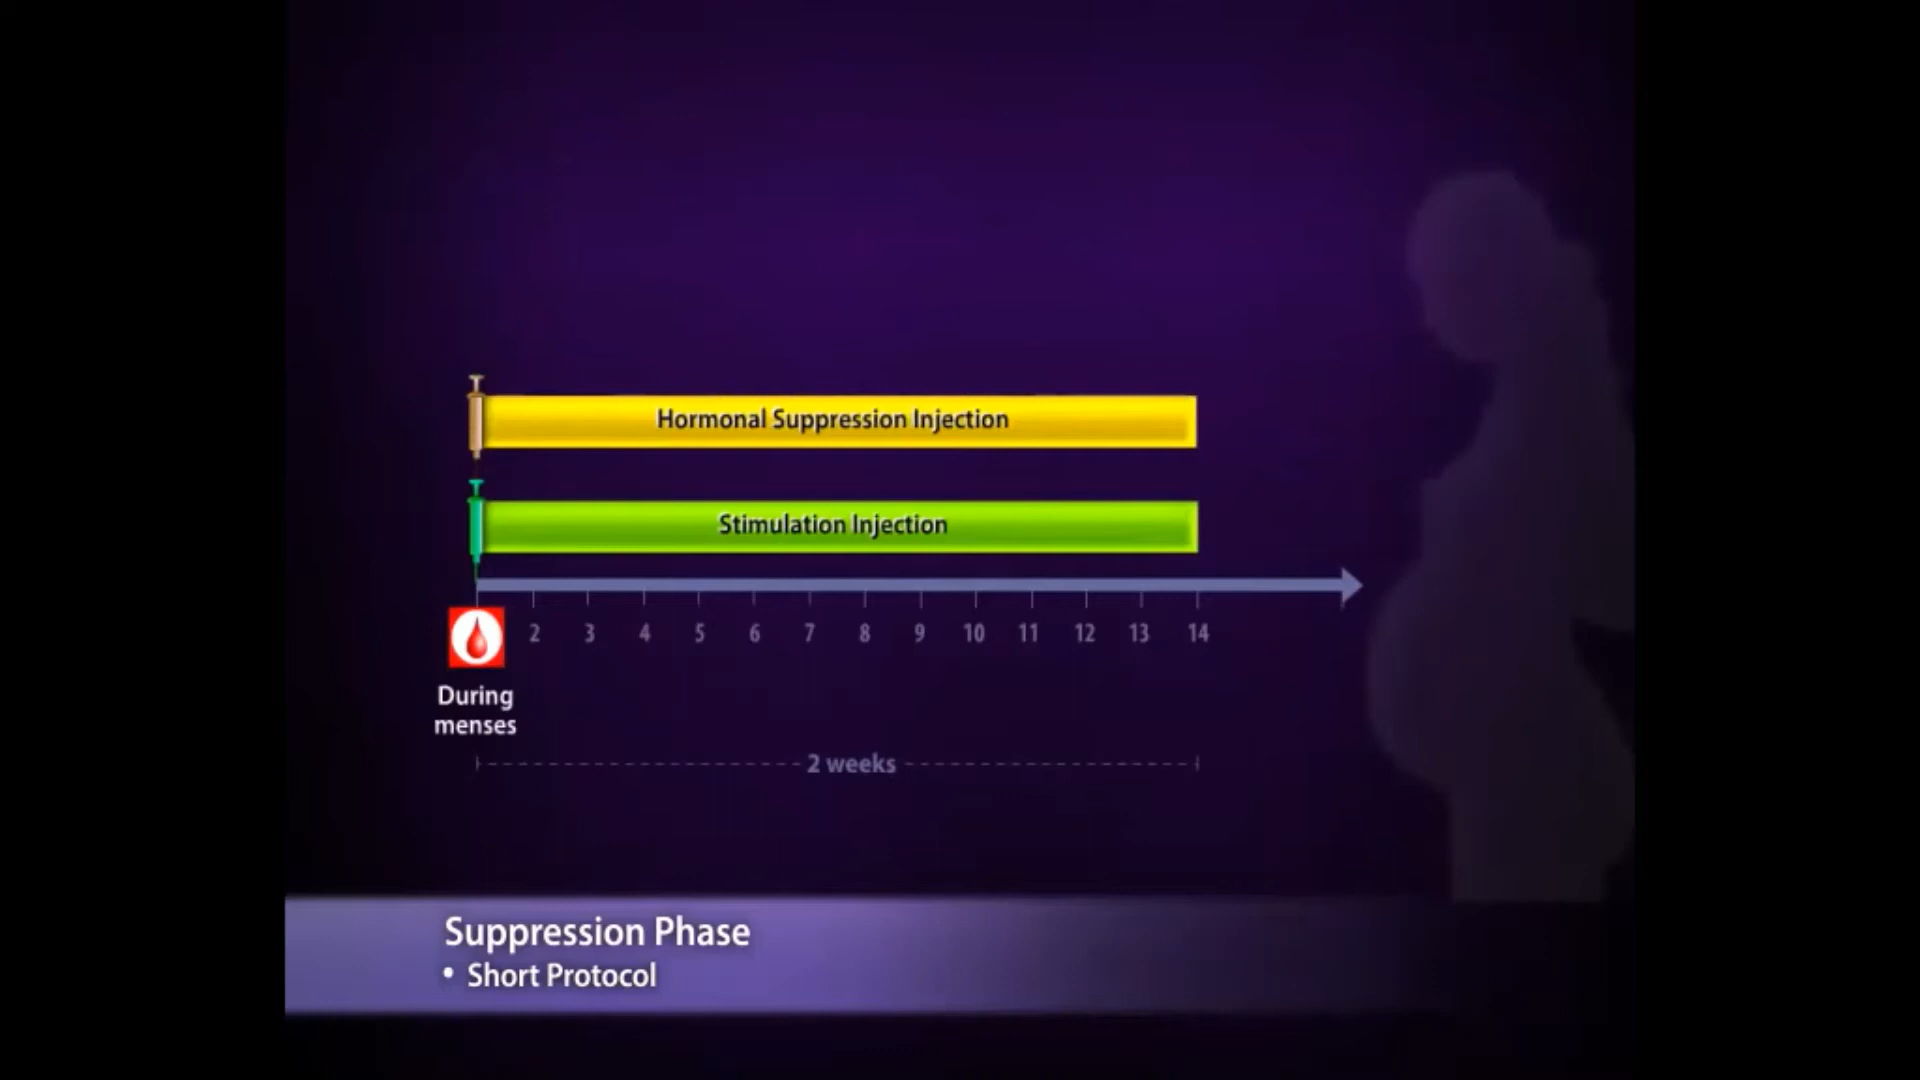 Hormonal Suppression Injection
Stimulation Injection
2 3 4 5 6 7 8 9 10 11 12 13 14
During
menses
2 weeks
Suppression Phase
• Short Protocol